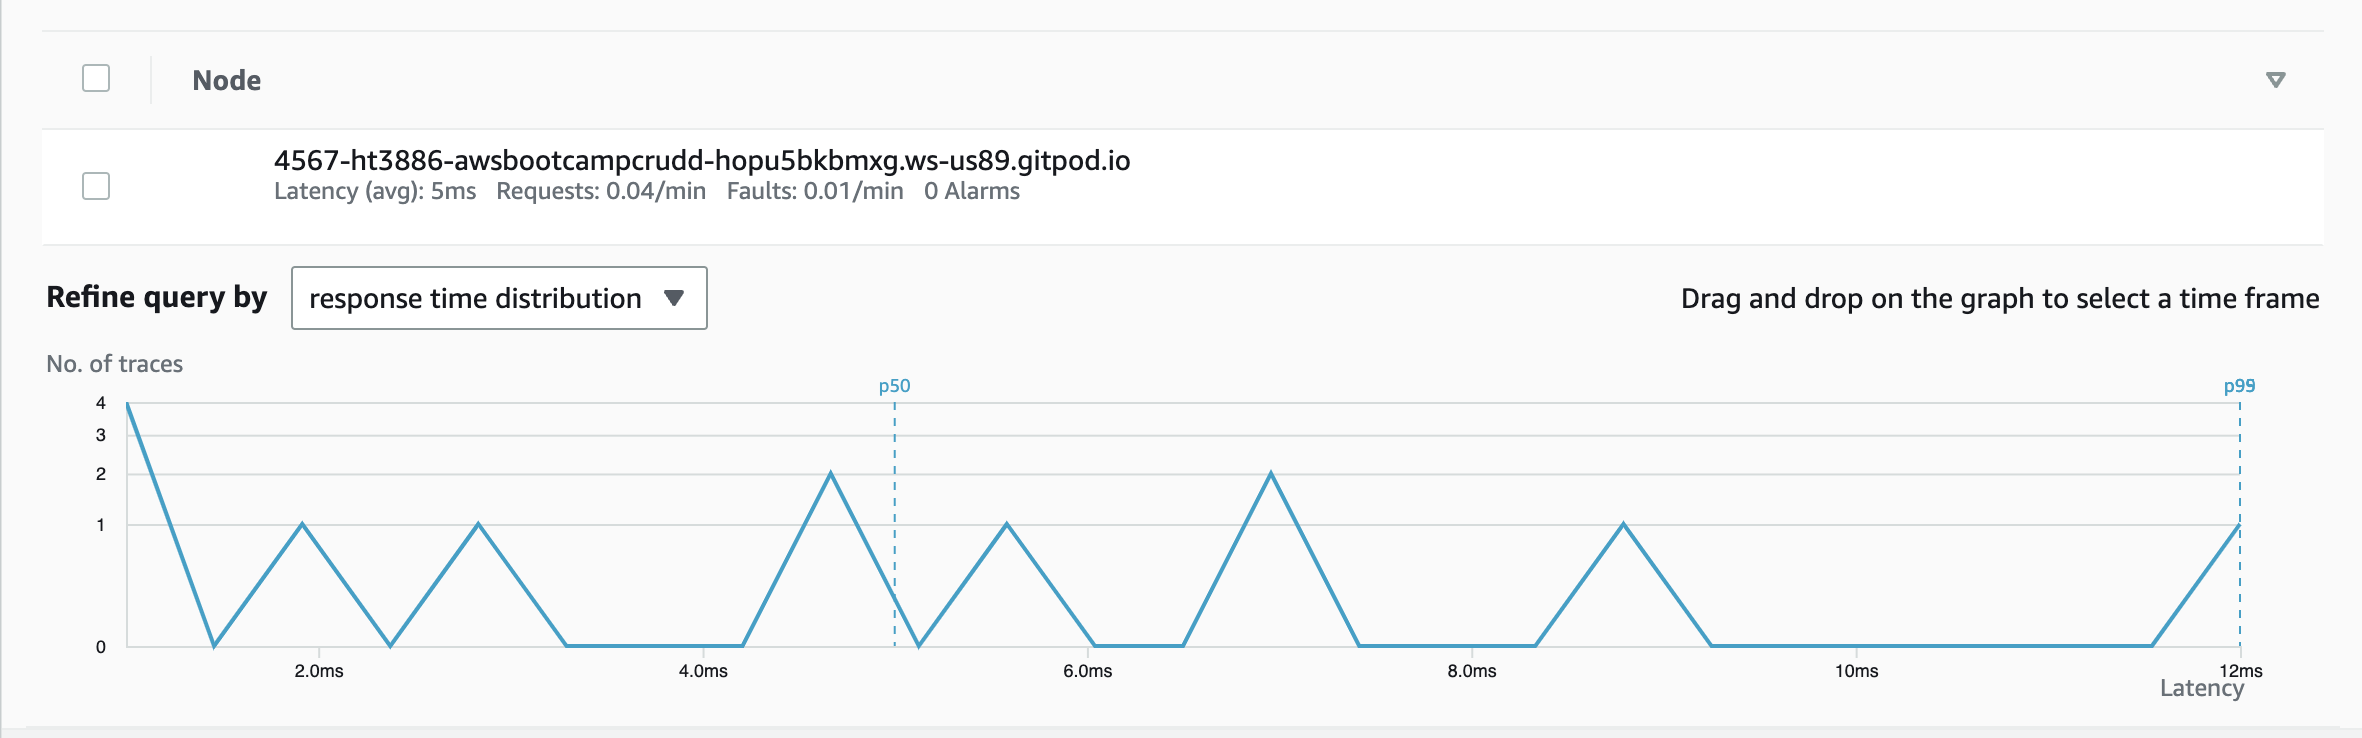 Node
4567-ht3886-awsbootcampcrudd-hopu5bkbmxg.ws-us89.gitpod.io
Latency (avg): 5ms Requests: 0.04/min Faults: 0.01/min 0 Alarms
Refine query by response time distribution Drag and drop on the graph to select a time frame
No. of traces
p50 p99
4
3
2
1
0
2.0ms 4.0ms 6.0ms 8.0ms 10ms 12ms
Latency